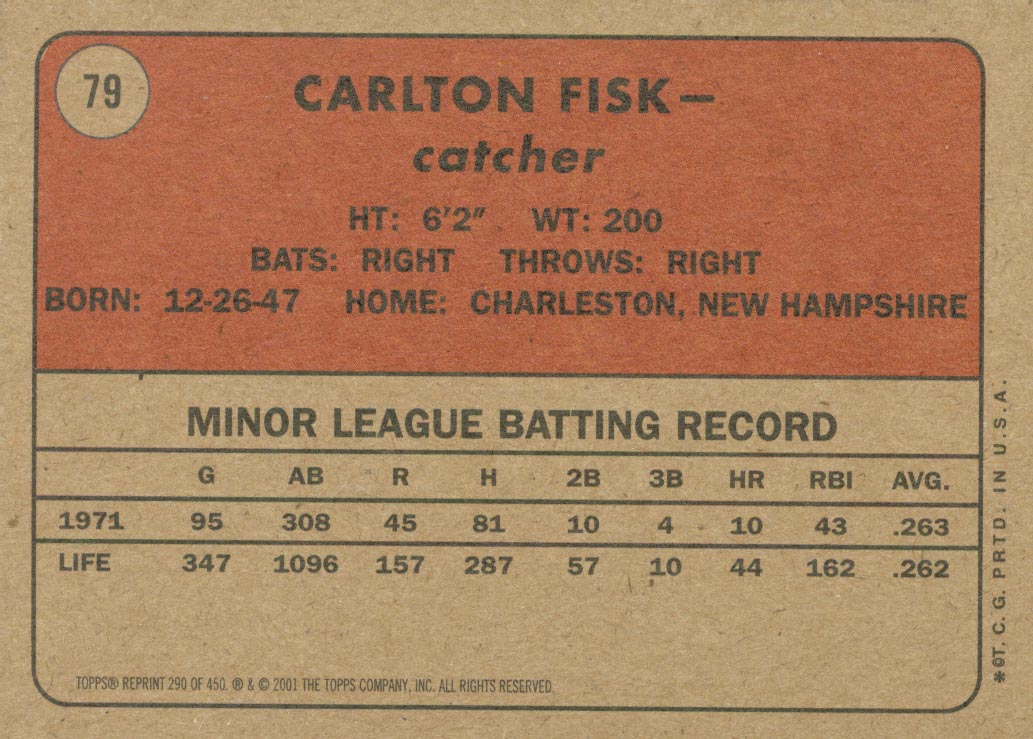 79
CARLTON FISK—
catcher
HT: 6'2" WT: 200
BATS: RIGHT THROWS: RIGHT
BORN: 12-26-47 HOME: CHARLESTON, NEW HAMPSHIRE
MINOR LEAGUE BATTING RECORD
G AB R H 2B 3B HR RBI AVG.
1971 95 308 45 81 10 4 10 43 .263
LIFE 347 1096 157 287 57 10 44 162 .262
TOPPS® REPRINT 290 OF 450. ® & © 2001 THE TOPPS COMPANY, INC. ALL RIGHTS RESERVED.
*©T. C. G. PRTD. IN U.S.A.